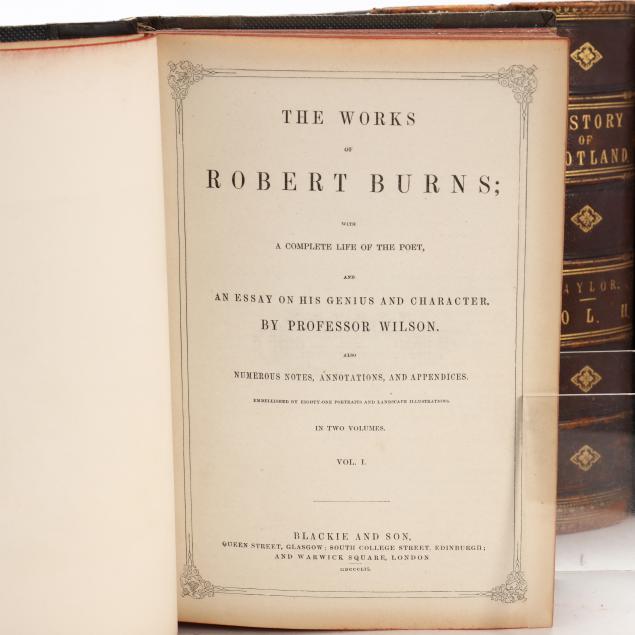 THE WORKS
OF
ROBERT BURNS;
WITH
A COMPLETE LIFE OF THE POET,
AND
AN ESSAY ON HIS GENIUS AND CHARACTER.
BY PROFESSOR WILSON.
ALSO
NUMEROUS NOTES, ANNOTATIONS, AND APPENDICES.
EMBELLISHED BY EIGHTY-ONE PORTRAITS AND LANDSCAPE ILLUSTRATIONS.
IN TWO VOLUMES.
VOL. I.
BLACKIE AND SON,
QUEEN STREET, GLASGOW; SOUTH COLLEGE STREET, EDINBURGH;
AND WARWICK SQUARE, LONDON
STORY
OF
OTLAND
AYLOR.
O L. II.